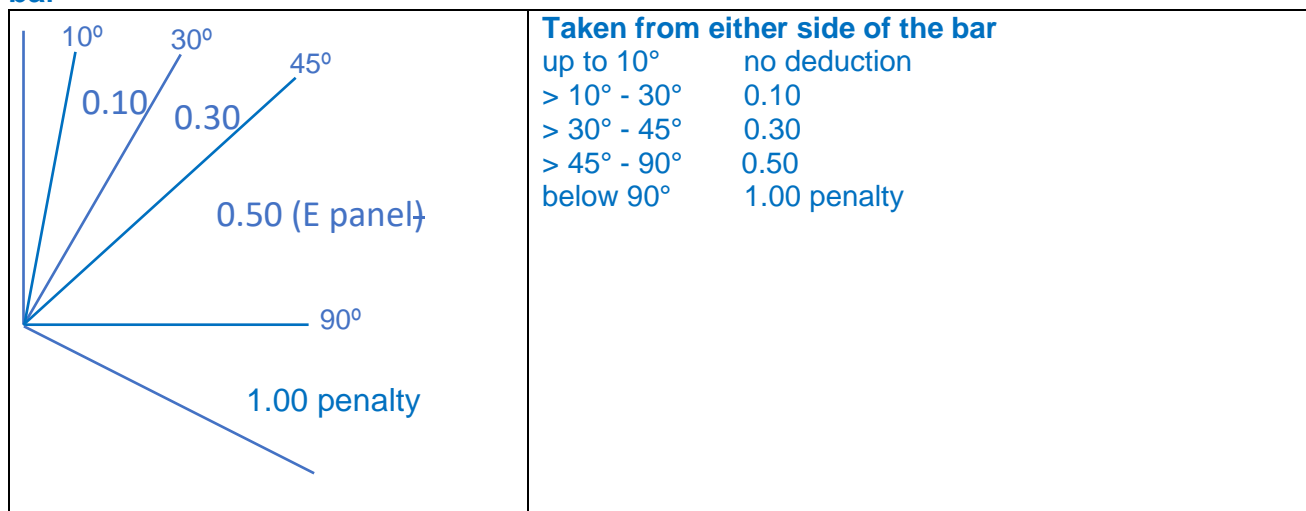 10º
30º
45º
0.10
0.30
0.50 (E panel)
90º
1.00 penalty
Taken from either side of the bar
up to 10° no deduction
> 10° - 30° 0.10
> 30° - 45° 0.30
> 45° - 90° 0.50
below 90° 1.00 penalty